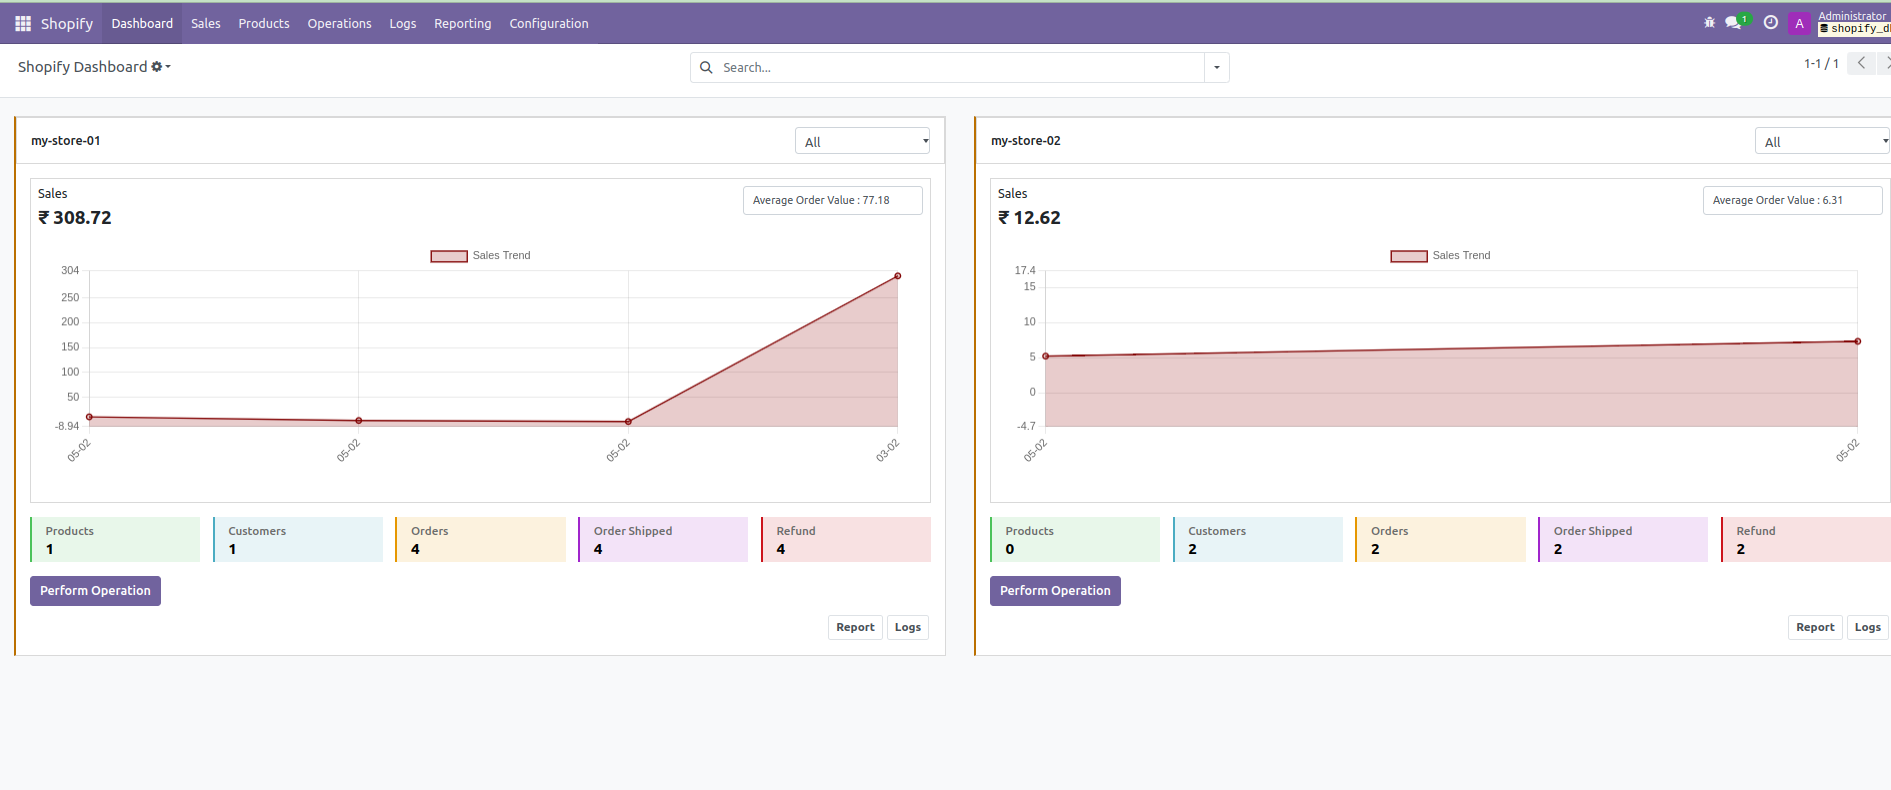 Shopify Dashboard Sales Products Operations Logs Reporting Configuration
1
A
Administrator
shopify_d
Shopify Dashboard
Search...
1-1 / 1
my-store-01
All
Sales
₹ 308.72
Average Order Value : 77.18
Sales Trend
304
250
200
150
100
50
-8.94
05-02 05-02 05-02 03-02
Products
1
Customers
1
Orders
4
Order Shipped
4
Refund
4
Perform Operation
Report Logs
my-store-02
All
Sales
₹ 12.62
Average Order Value : 6.31
Sales Trend
17.4
15
10
5
0
-4.7
05-02 05-02
Products
0
Customers
2
Orders
2
Order Shipped
2
Refund
2
Perform Operation
Report Logs